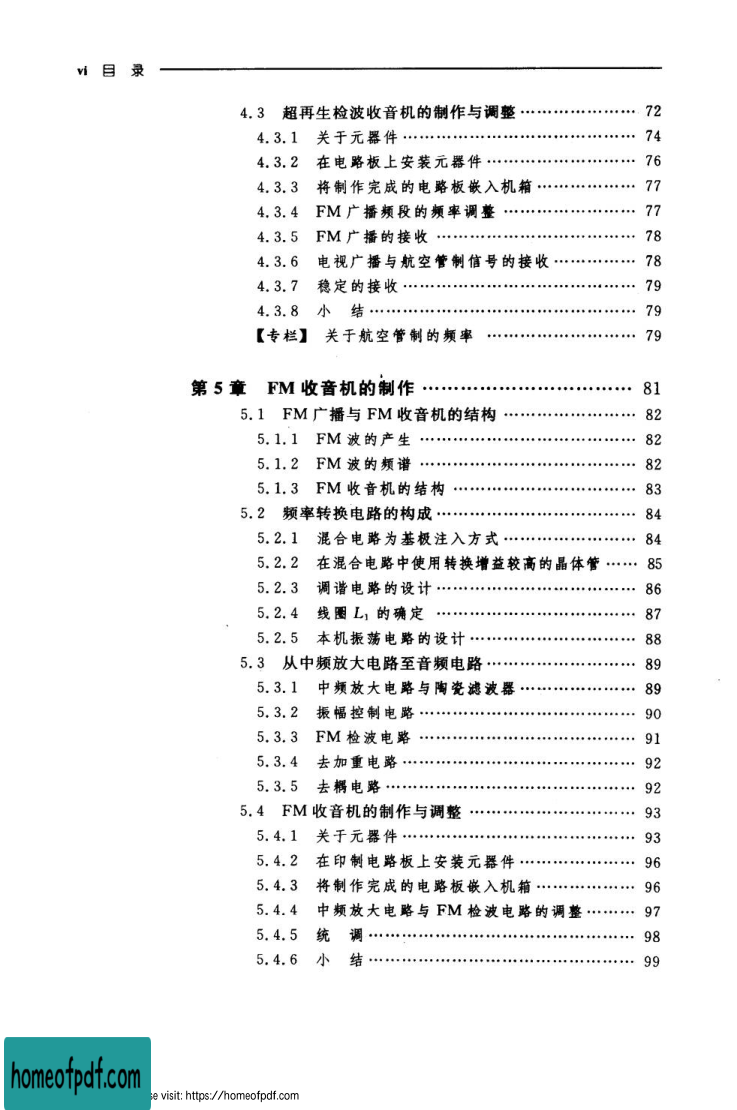 vi 目 录
4.3 超再生检波收音机的制作与调整 …………………… 72
4.3.1 关于元器件 …………………… 74
4.3.2 在电路板上安装元器件 …………………… 76
4.3.3 将制作完成的电路板嵌入机箱 …………………… 77
4.3.4 FM 广播频段的频率调整 …………………… 77
4.3.5 FM 广播的接收 …………………… 78
4.3.6 电视广播与航空管制信号的接收 …………………… 78
4.3.7 稳定的接收 …………………… 79
4.3.8 小 结 …………………… 79
【专栏】 关于航空管制的频率 …………………… 79
第 5 章 FM 收音机的制作 …………………… 81
5.1 FM 广播与 FM 收音机的结构 …………………… 82
5.1.1 FM 波的产生 …………………… 82
5.1.2 FM 波的频谱 …………………… 82
5.1.3 FM 收音机的结构 …………………… 83
5.2 频率转换电路的构成 …………………… 84
5.2.1 混合电路为基极注入方式 …………………… 84
5.2.2 在混合电路中使用转换增益较高的晶体管 …… 85
5.2.3 调谐电路的设计 …………………… 86
5.2.4 线圈 L₁ 的确定 …………………… 87
5.2.5 本机振荡电路的设计 …………………… 88
5.3 从中频放大电路至音频电路 …………………… 89
5.3.1 中频放大电路与陶瓷滤波器 …………………… 89
5.3.2 振幅控制电路 …………………… 90
5.3.3 FM 检波电路 …………………… 91
5.3.4 去加重电路 …………………… 92
5.3.5 去耦电路 …………………… 92
5.4 FM 收音机的制作与调整 …………………… 93
5.4.1 关于元器件 …………………… 93
5.4.2 在印制电路板上安装元器件 …………………… 96
5.4.3 将制作完成的电路板嵌入机箱 …………………… 96
5.4.4 中频放大电路与 FM 检波电路的调整 ……… 97
5.4.5 统 调 …………………… 98
5.4.6 小 结 …………………… 99
homeofpdf.com
se visit: https://homeofpdf.com